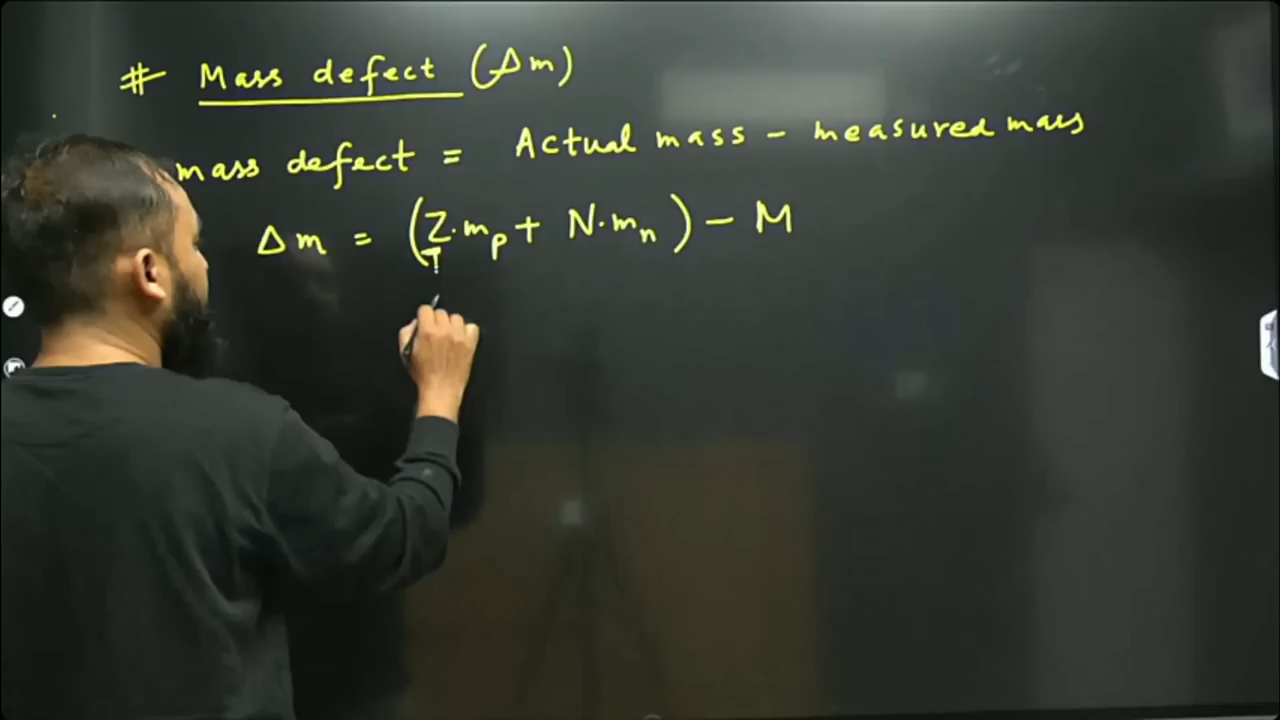 # Mass defect (Δm)
mass defect = Actual mass - measured mass
Δm = (Z·mp + N·mn) - M